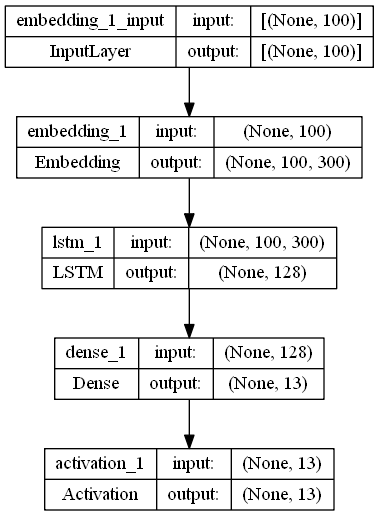 embedding_1_input input: [(None, 100)]
InputLayer output: [(None, 100)]
embedding_1 input: (None, 100)
Embedding output: (None, 100, 300)
lstm_1 input: (None, 100, 300)
LSTM output: (None, 128)
dense_1 input: (None, 128)
Dense output: (None, 13)
activation_1 input: (None, 13)
Activation output: (None, 13)